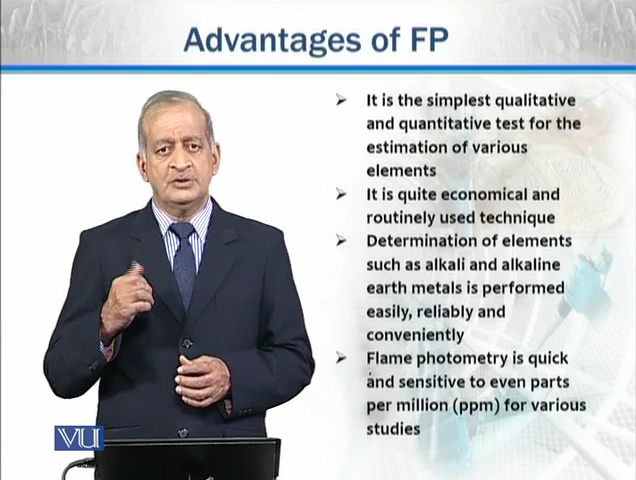 Advantages of FP
It is the simplest qualitative
and quantitative test for the
estimation of various
elements
It is quite economical and
routinely used technique
Determination of elements
such as alkali and alkaline
earth metals is performed
easily, reliably and
conveniently
Flame photometry is quick
and sensitive to even parts
per million (ppm) for various
studies
VU